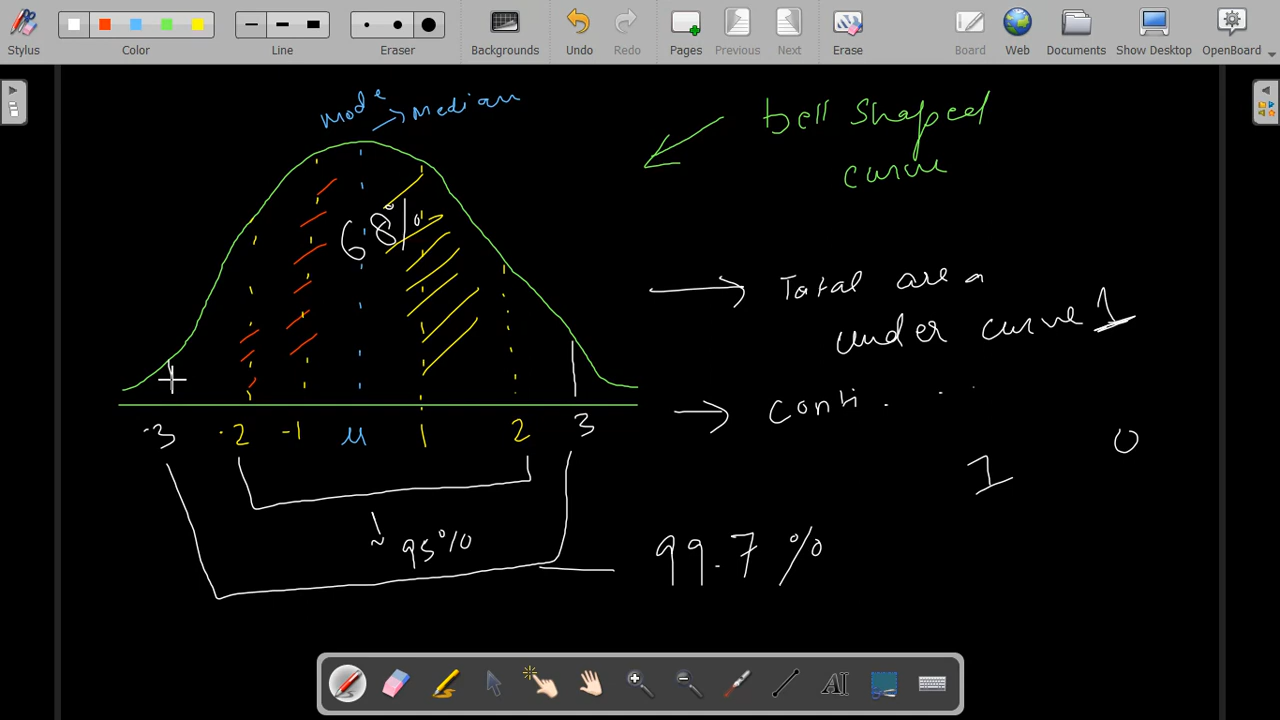 Stylus
Color
Line
Eraser
Backgrounds
Undo
Redo
Pages
Previous
Next
Erase
Board
Web
Documents
Show Desktop
OpenBoard
mode
Median
bell shaped
curve
68%
Total area
under curve 1
Conti . . .
-3 -2 -1 μ 1 2 3
1 0
~ 95%
99.7 %